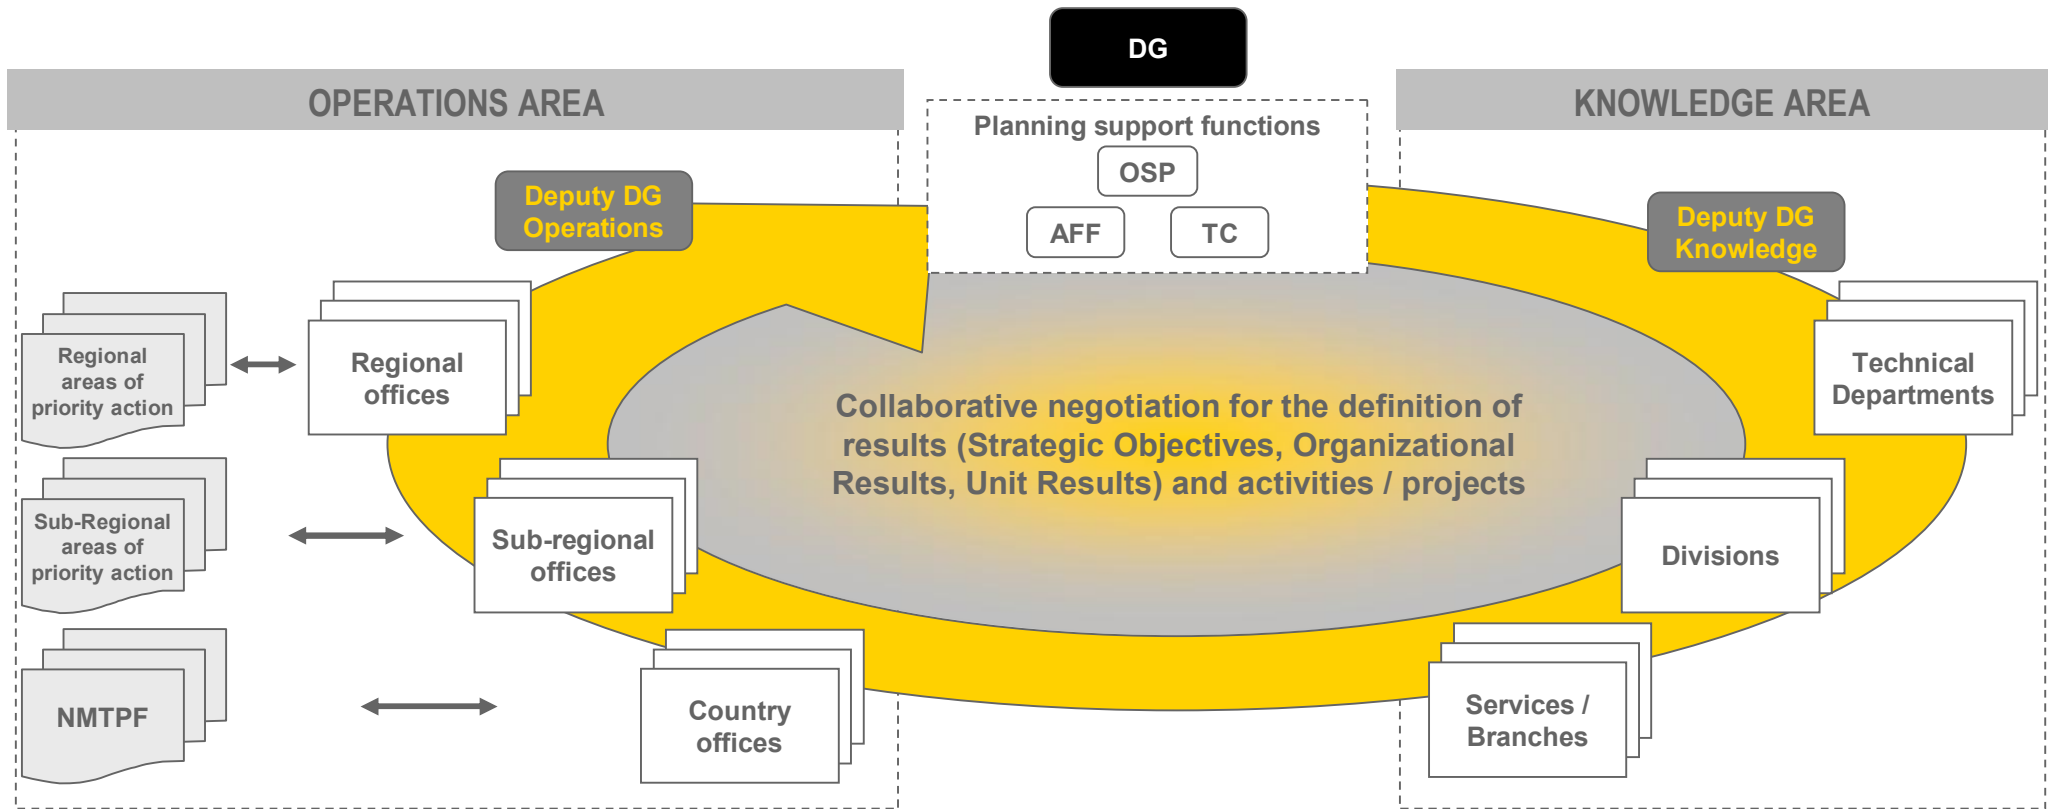 DG
OPERATIONS AREA
KNOWLEDGE AREA
Planning support functions
OSP
AFF
TC
Deputy DG
Operations
Deputy DG
Knowledge
Regional
areas of
priority action
Regional
offices
Technical
Departments
Collaborative negotiation for the definition of
results (Strategic Objectives, Organizational
Results, Unit Results) and activities / projects
Sub-Regional
areas of
priority action
Sub-regional
offices
Divisions
NMTPF
Country
offices
Services /
Branches